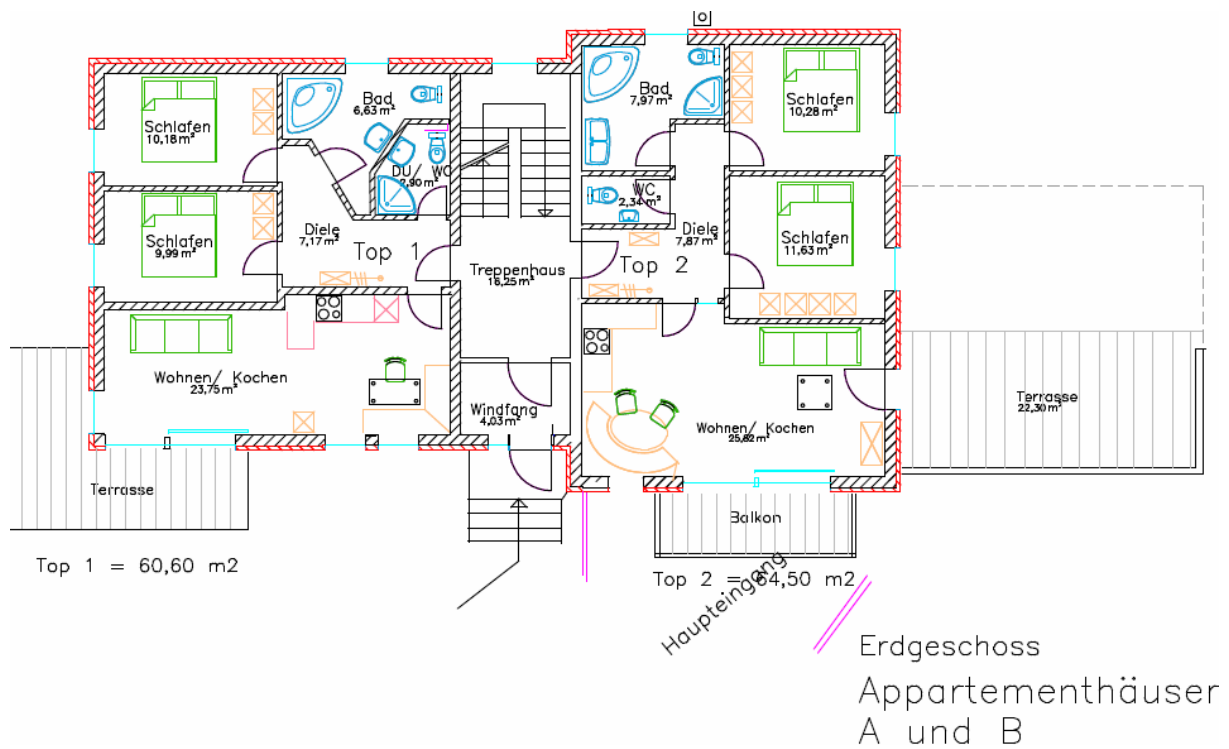 Bad
6,63 m²
Schlafen
10,18 m²
DU/ WC
Schlafen
9,99 m²
Diele
7,17 m²
Top 1
Wohnen/ Kochen
23,75 m²
Terrasse
Top 1 = 60,60 m2
Treppenhaus
16,25 m²
Windfang
4,03 m²
Bad
7,97 m²
Schlafen
10,28 m²
WC
2,34 m²
Diele
7,87 m²
Top 2
Schlafen
11,63 m²
Wohnen/ Kochen
25,82 m²
Terrasse
22,30 m²
Balkon
Top 2 = 64,50 m2
Haupteingang
Erdgeschoss
Appartementhäuser
A und B